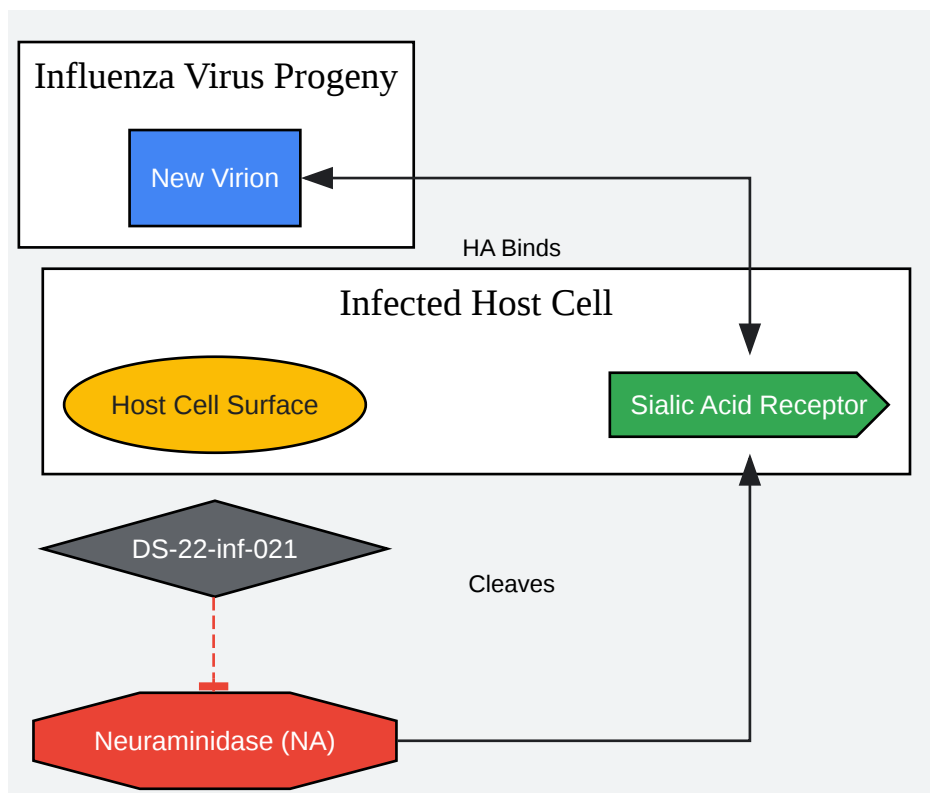 Influenza Virus Progeny
New Virion
HA Binds
Infected Host Cell
Host Cell Surface
Sialic Acid Receptor
DS-22-inf-021
Cleaves
Neuraminidase (NA)